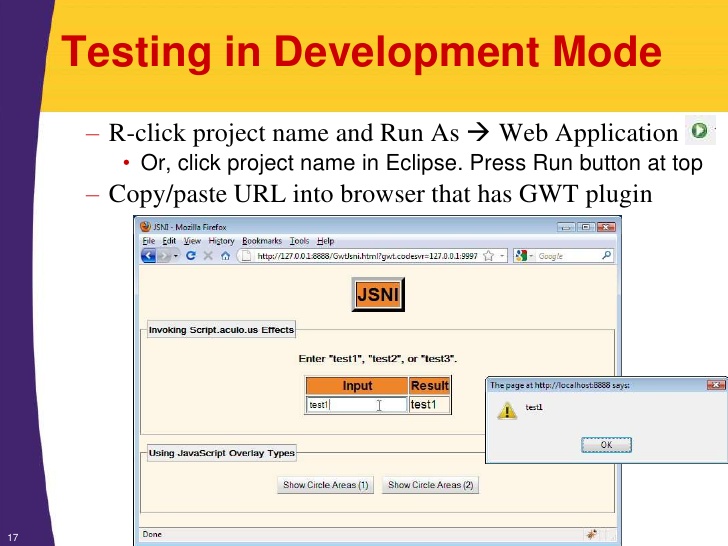 Testing in Development Mode
– R-click project name and Run As → Web Application
• Or, click project name in Eclipse. Press Run button at top
– Copy/paste URL into browser that has GWT plugin
JSNI - Mozilla Firefox
File Edit View History Bookmarks Tools Help
http://127.0.0.1:8888/GwtJsni.html?gwt.codesvr=127.0.0.1:9997
Google
JSNI
Invoking Script.aculo.us Effects
Enter "test1", "test2", or "test3".
Input Result
test1 test1
The page at http://localhost:8888 says:
test1
OK
Using JavaScript Overlay Types
Show Circle Areas (1) Show Circle Areas (2)
Done
17